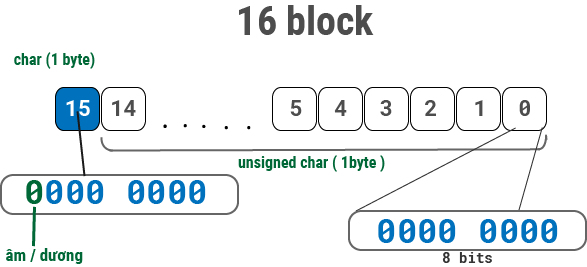 16 block
char (1 byte)
15 14 . . . . . 5 4 3 2 1 0
unsigned char ( 1byte )
0000 0000
0000 0000
âm / dương
8 bits